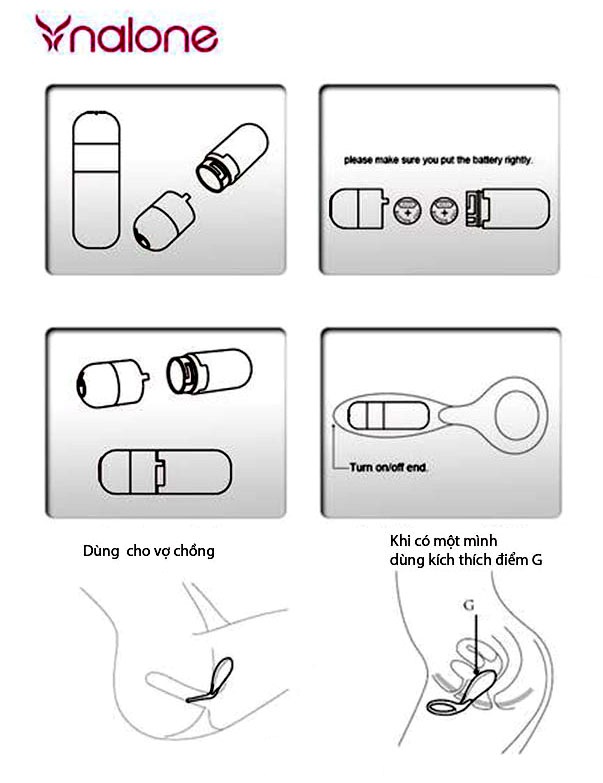 nalone
please make sure you put the battery rightly.
+ +
Turn on/off end.
Dùng cho vợ chồng
Khi có một mình
dùng kích thích điểm G
G